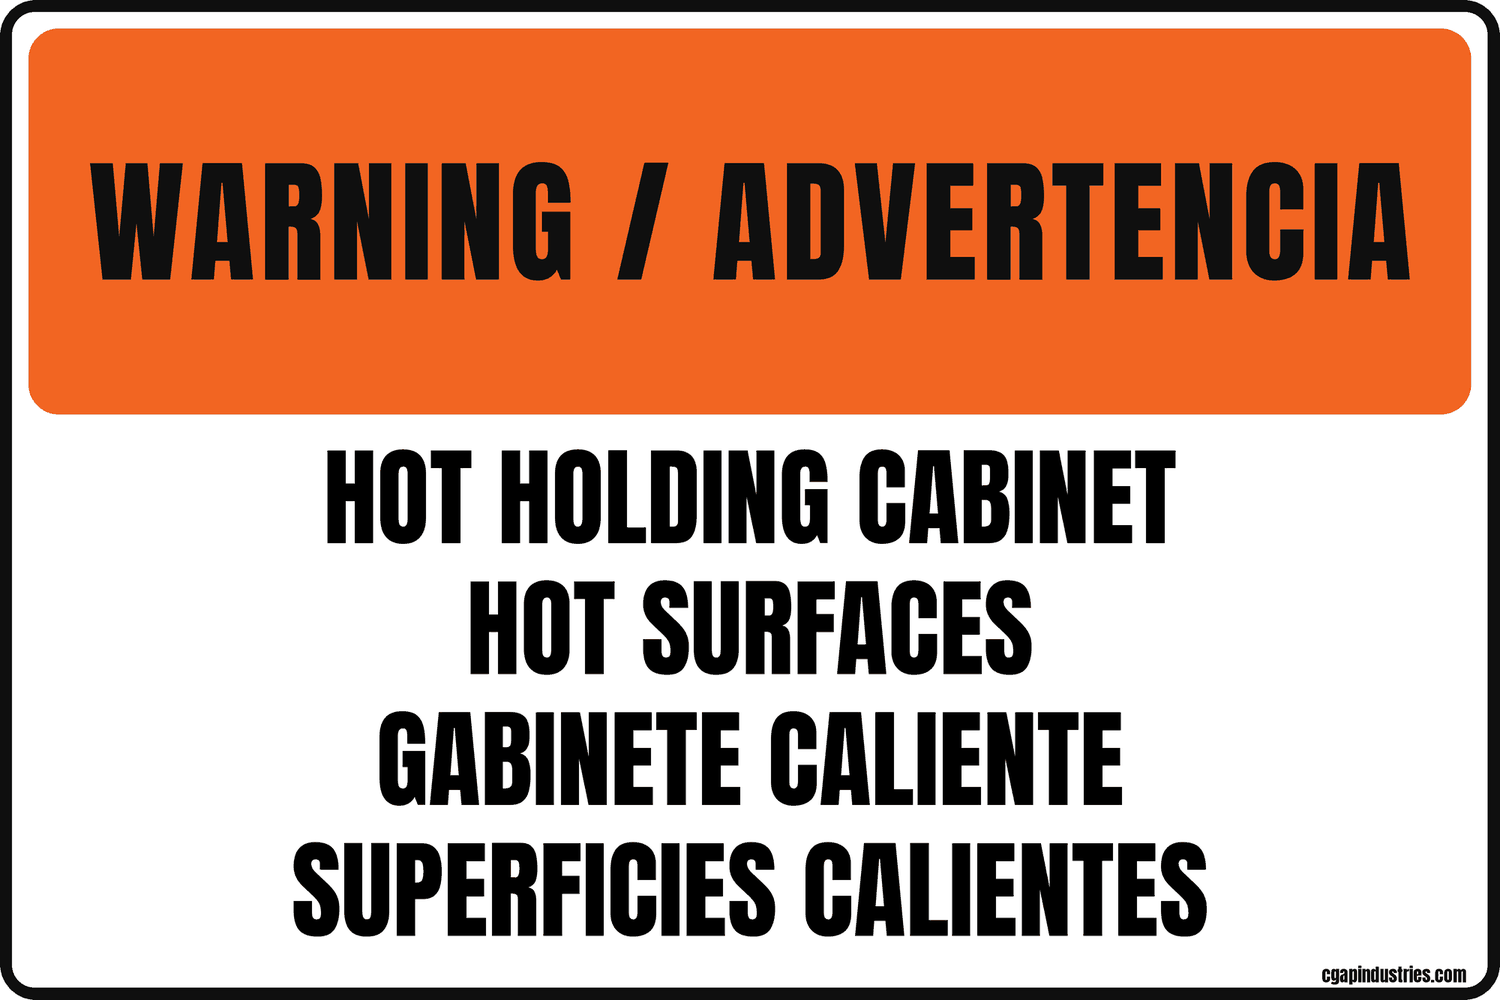 WARNING / ADVERTENCIA
HOT HOLDING CABINET
HOT SURFACES
GABINETE CALIENTE
SUPERFICIES CALIENTES
cgapindustries.com